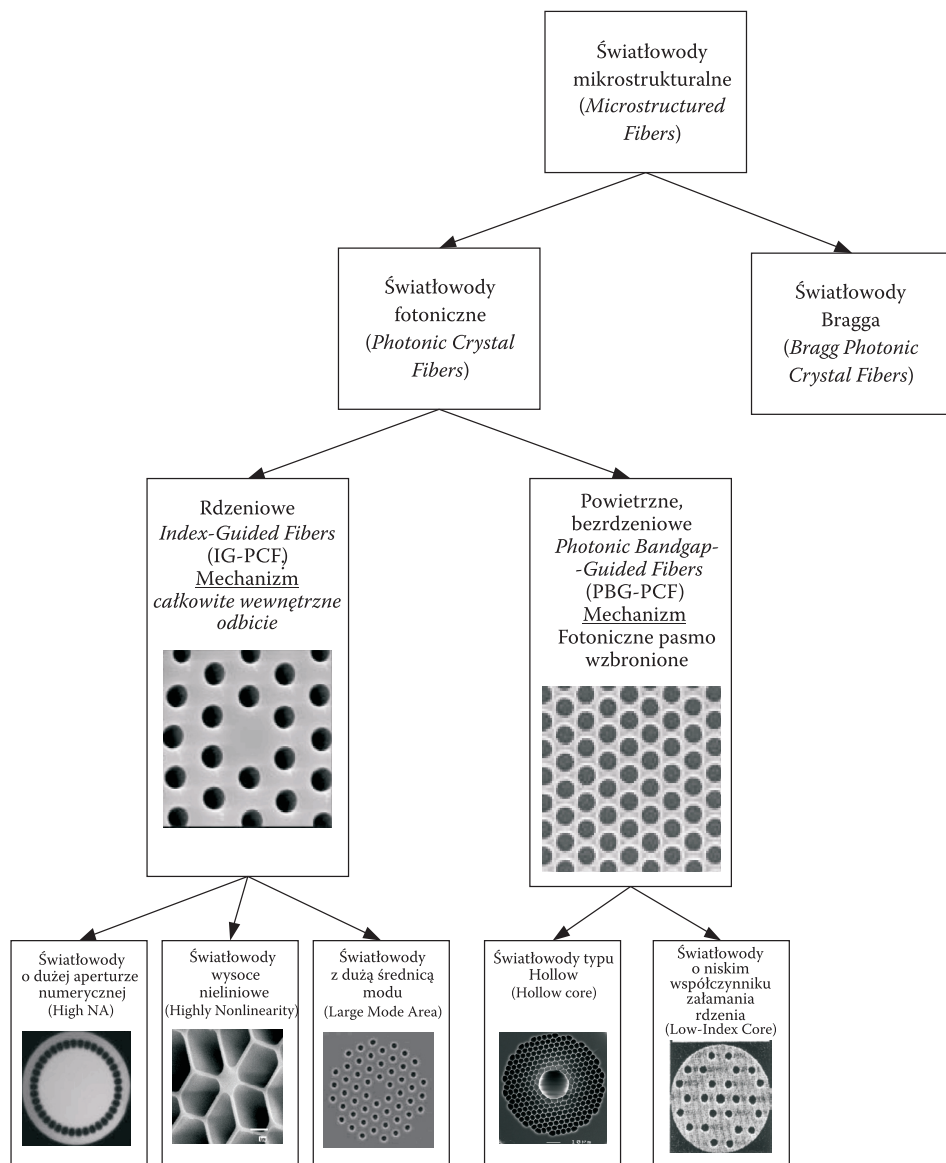 Światłowody
mikrostrukturalne
(Microstructured
Fibers)
Światłowody
fotoniczne
(Photonic Crystal
Fibers)
Światłowody
Bragga
(Bragg Photonic
Crystal Fibers)
Rdzeniowe
Index-Guided Fibers
(IG-PCF)
Mechanizm
całkowite wewnętrzne
odbicie
Powietrzne,
bezrdzeniowe
Photonic Bandgap-
-Guided Fibers
(PBG-PCF)
Mechanizm
Fotoniczne pasmo
wzbronione
Światłowody
o dużej aperturze
numerycznej
(High NA)
Światłowody
wysoce
nieliniowe
(Highly Nonlinearity)
Światłowody
z dużą średnicą
modu
(Large Mode Area)
Światłowody typu
Hollow
(Hollow core)
Światłowody
o niskim
współczynniku
załamania
rdzenia
(Low-Index Core)